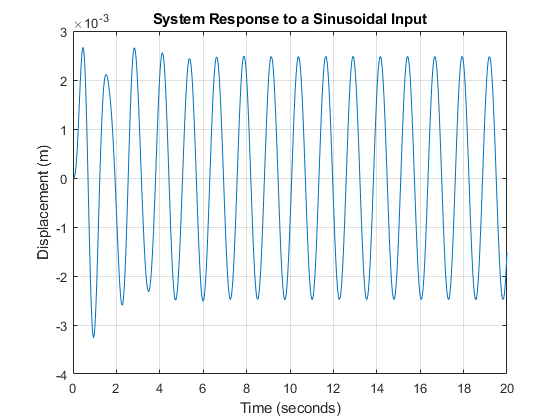 System Response to a Sinusoidal Input
×10⁻³
3
2
1
0
-1
-2
-3
-4
Displacement (m)
0 2 4 6 8 10 12 14 16 18 20
Time (seconds)